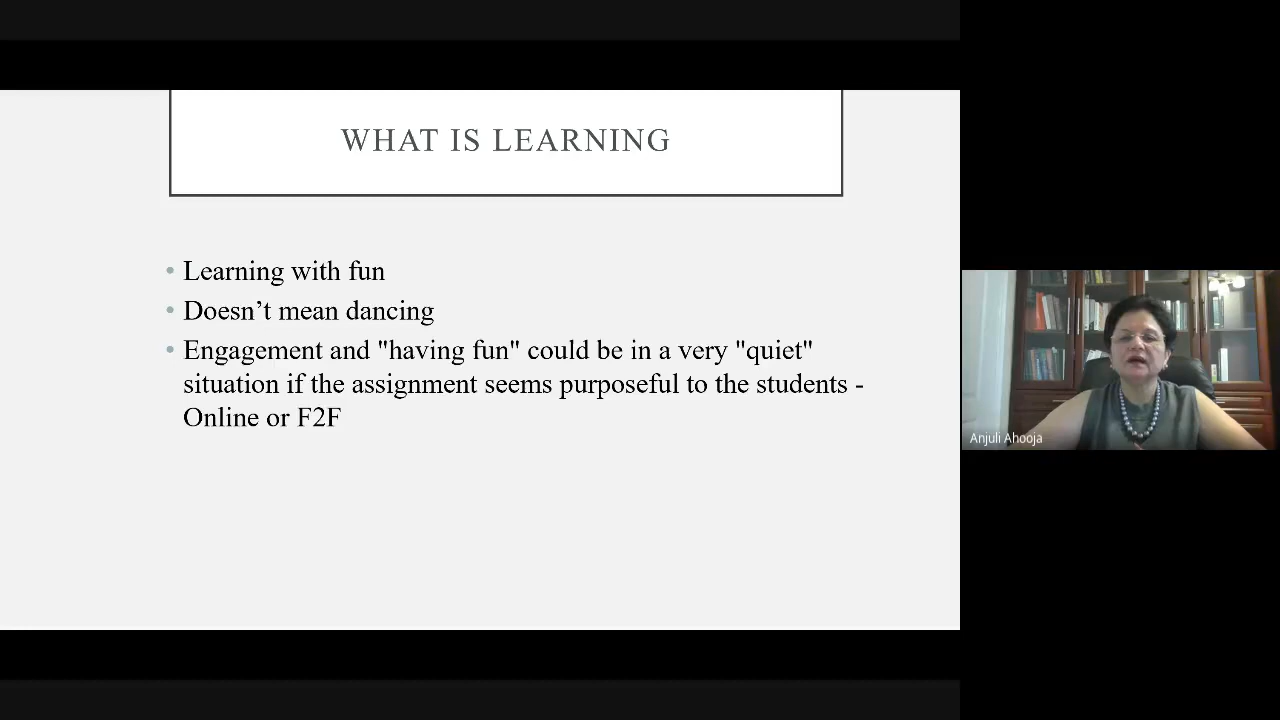 WHAT IS LEARNING
• Learning with fun
• Doesn’t mean dancing
• Engagement and "having fun" could be in a very "quiet"
situation if the assignment seems purposeful to the students -
Online or F2F
Anjuli Ahooja